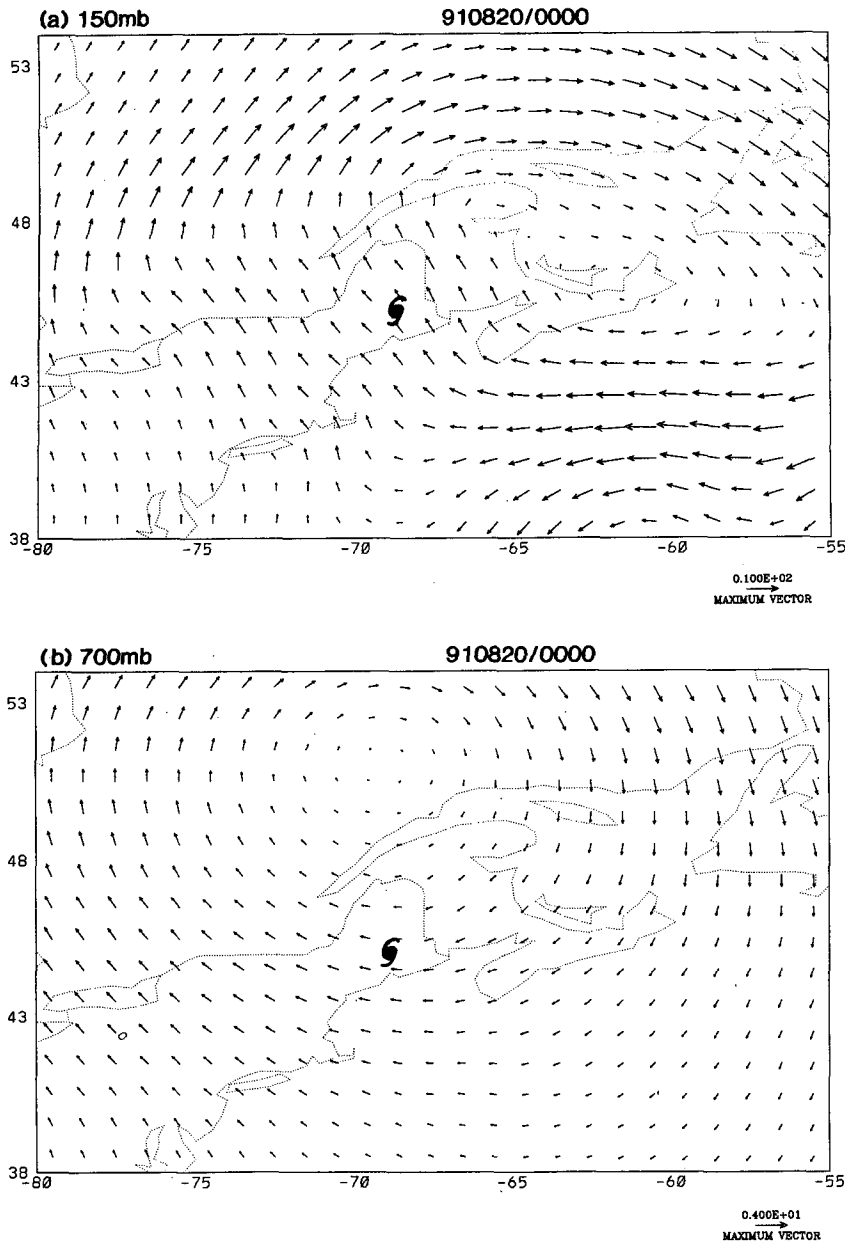 (a) 150mb 910820/0000
53
48
43
38
-80 -75 -70 -65 -60 -55
0.100E+02
MAXIMUM VECTOR
(b) 700mb 910820/0000
53
48
43
38
-80 -75 -70 -65 -60 -55
0.400E+01
MAXIMUM VECTOR